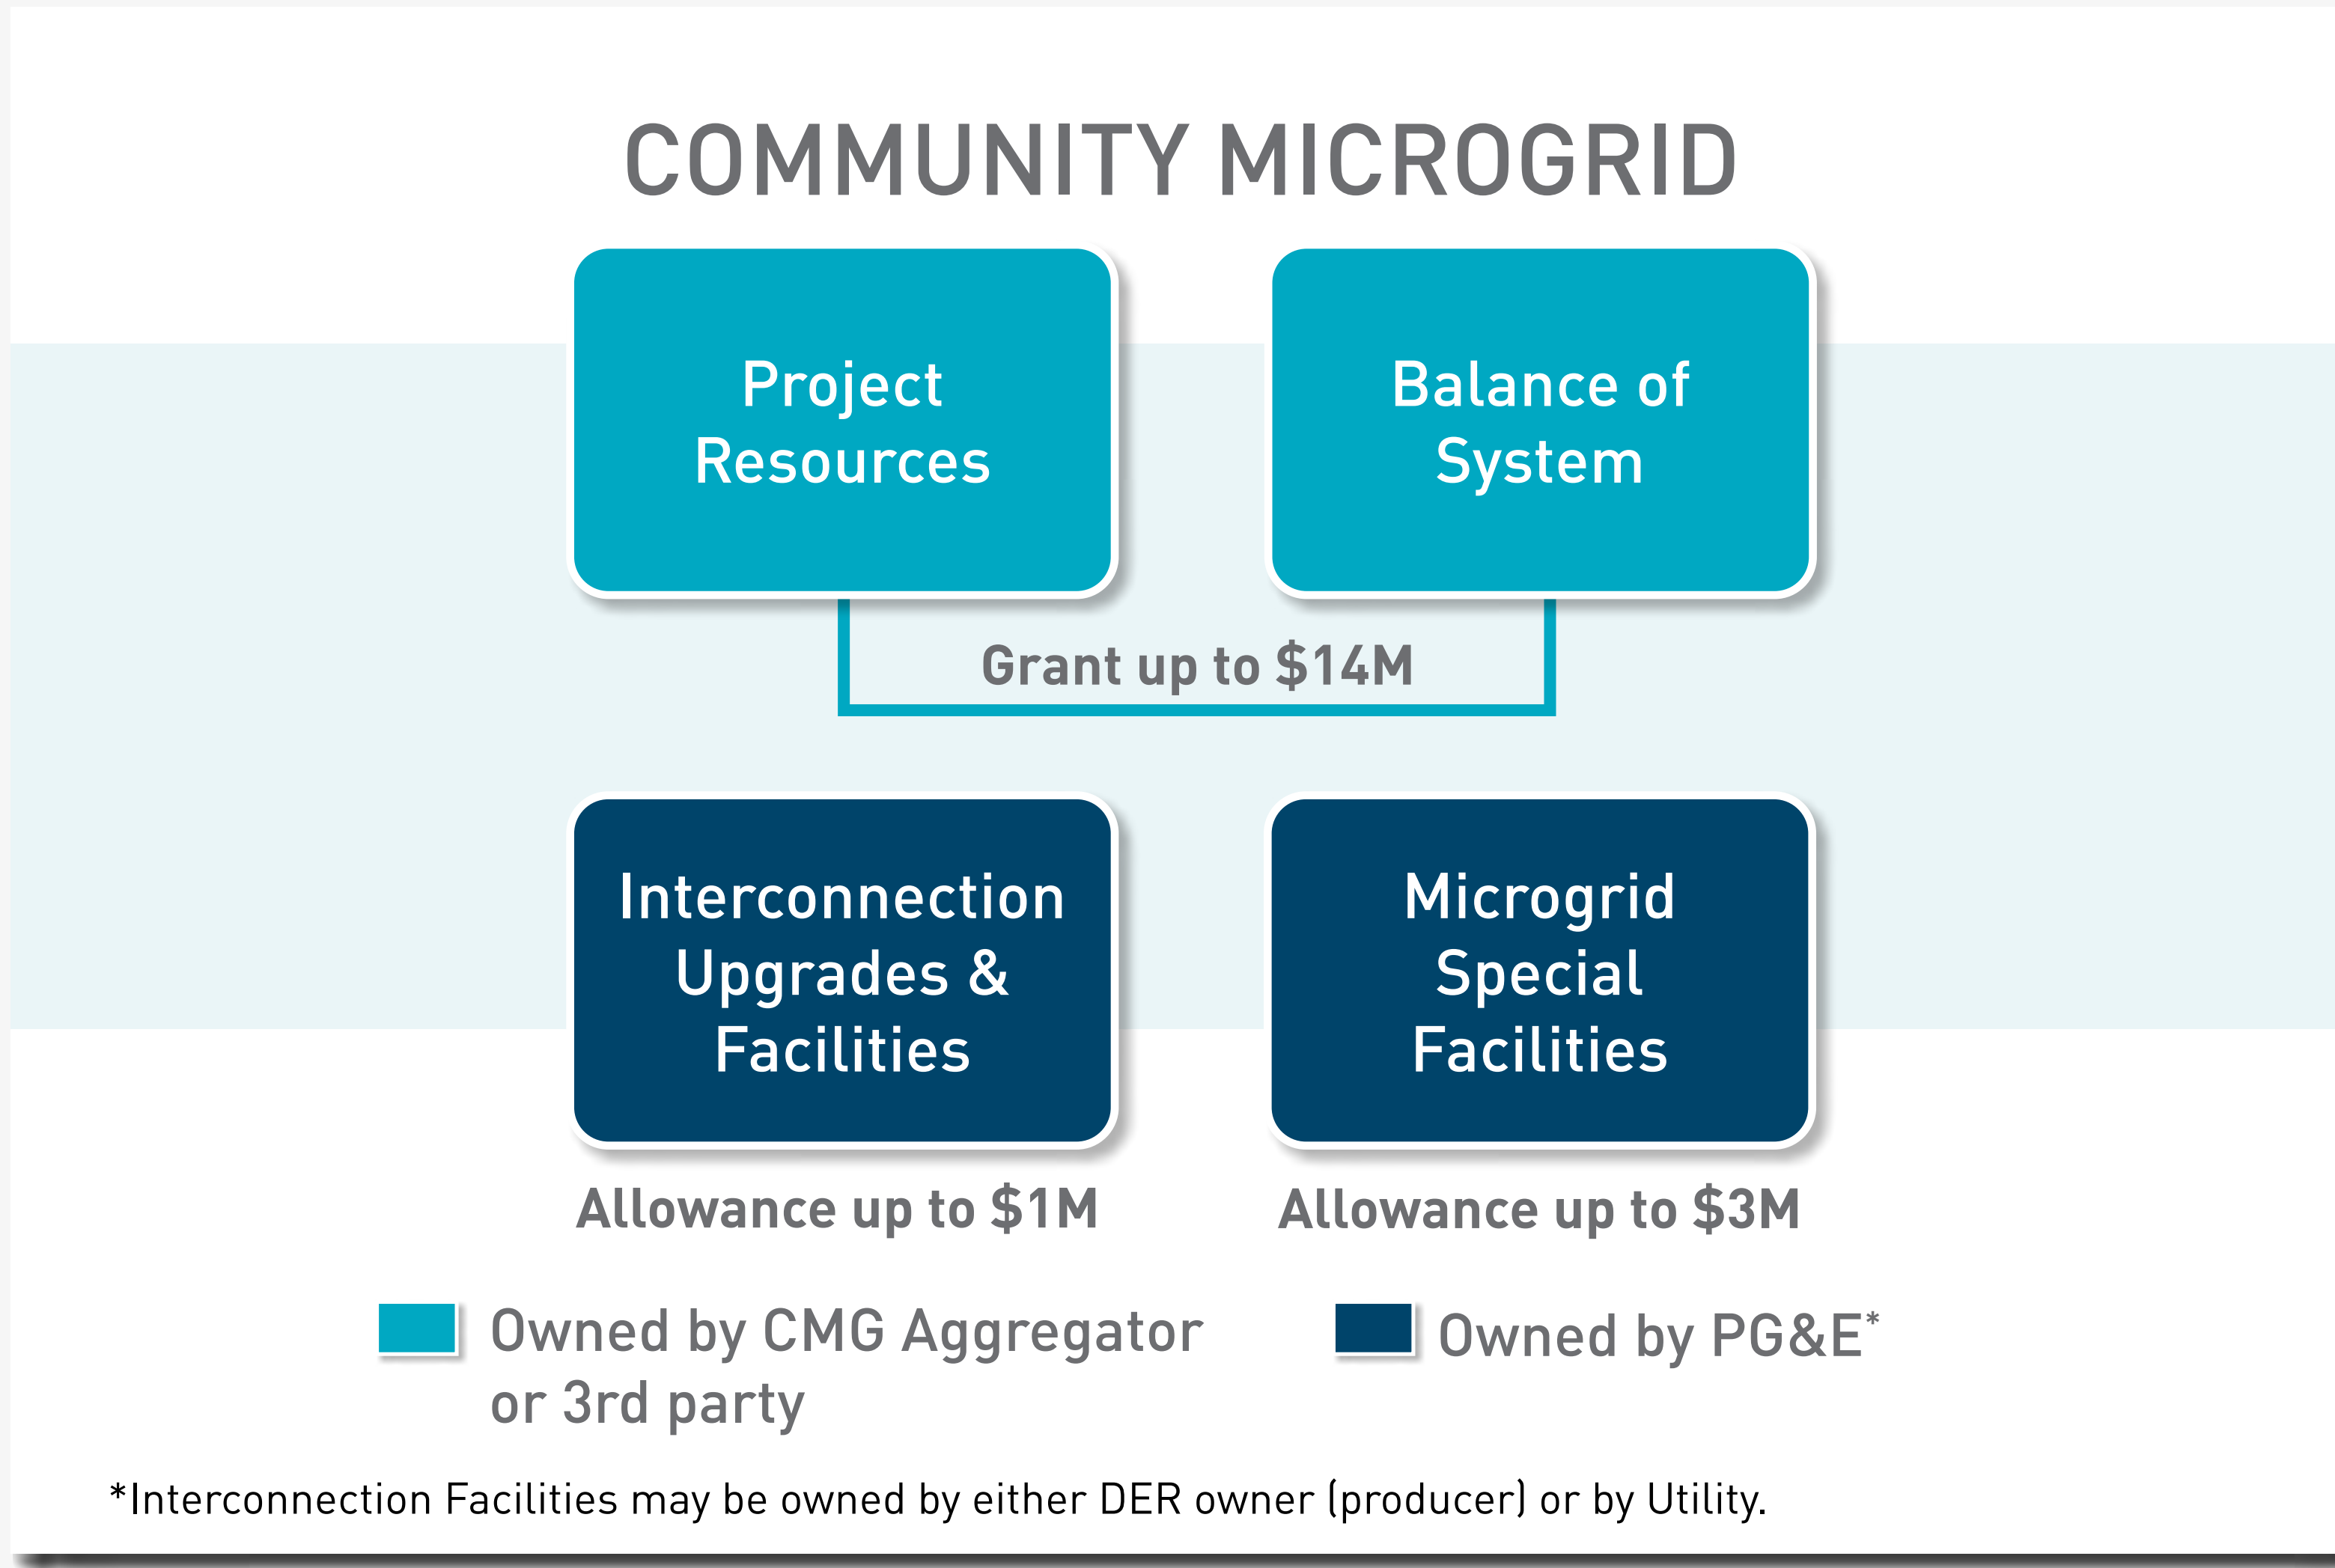 COMMUNITY MICROGRID
Project
Resources
Balance of
System
Grant up to $14M
Interconnection
Upgrades &
Facilities
Microgrid
Special
Facilities
Allowance up to $1M
Allowance up to $3M
Owned by CMG Aggregator
or 3rd party
Owned by PG&E*
*Interconnection Facilities may be owned by either DER owner (producer) or by Utility.